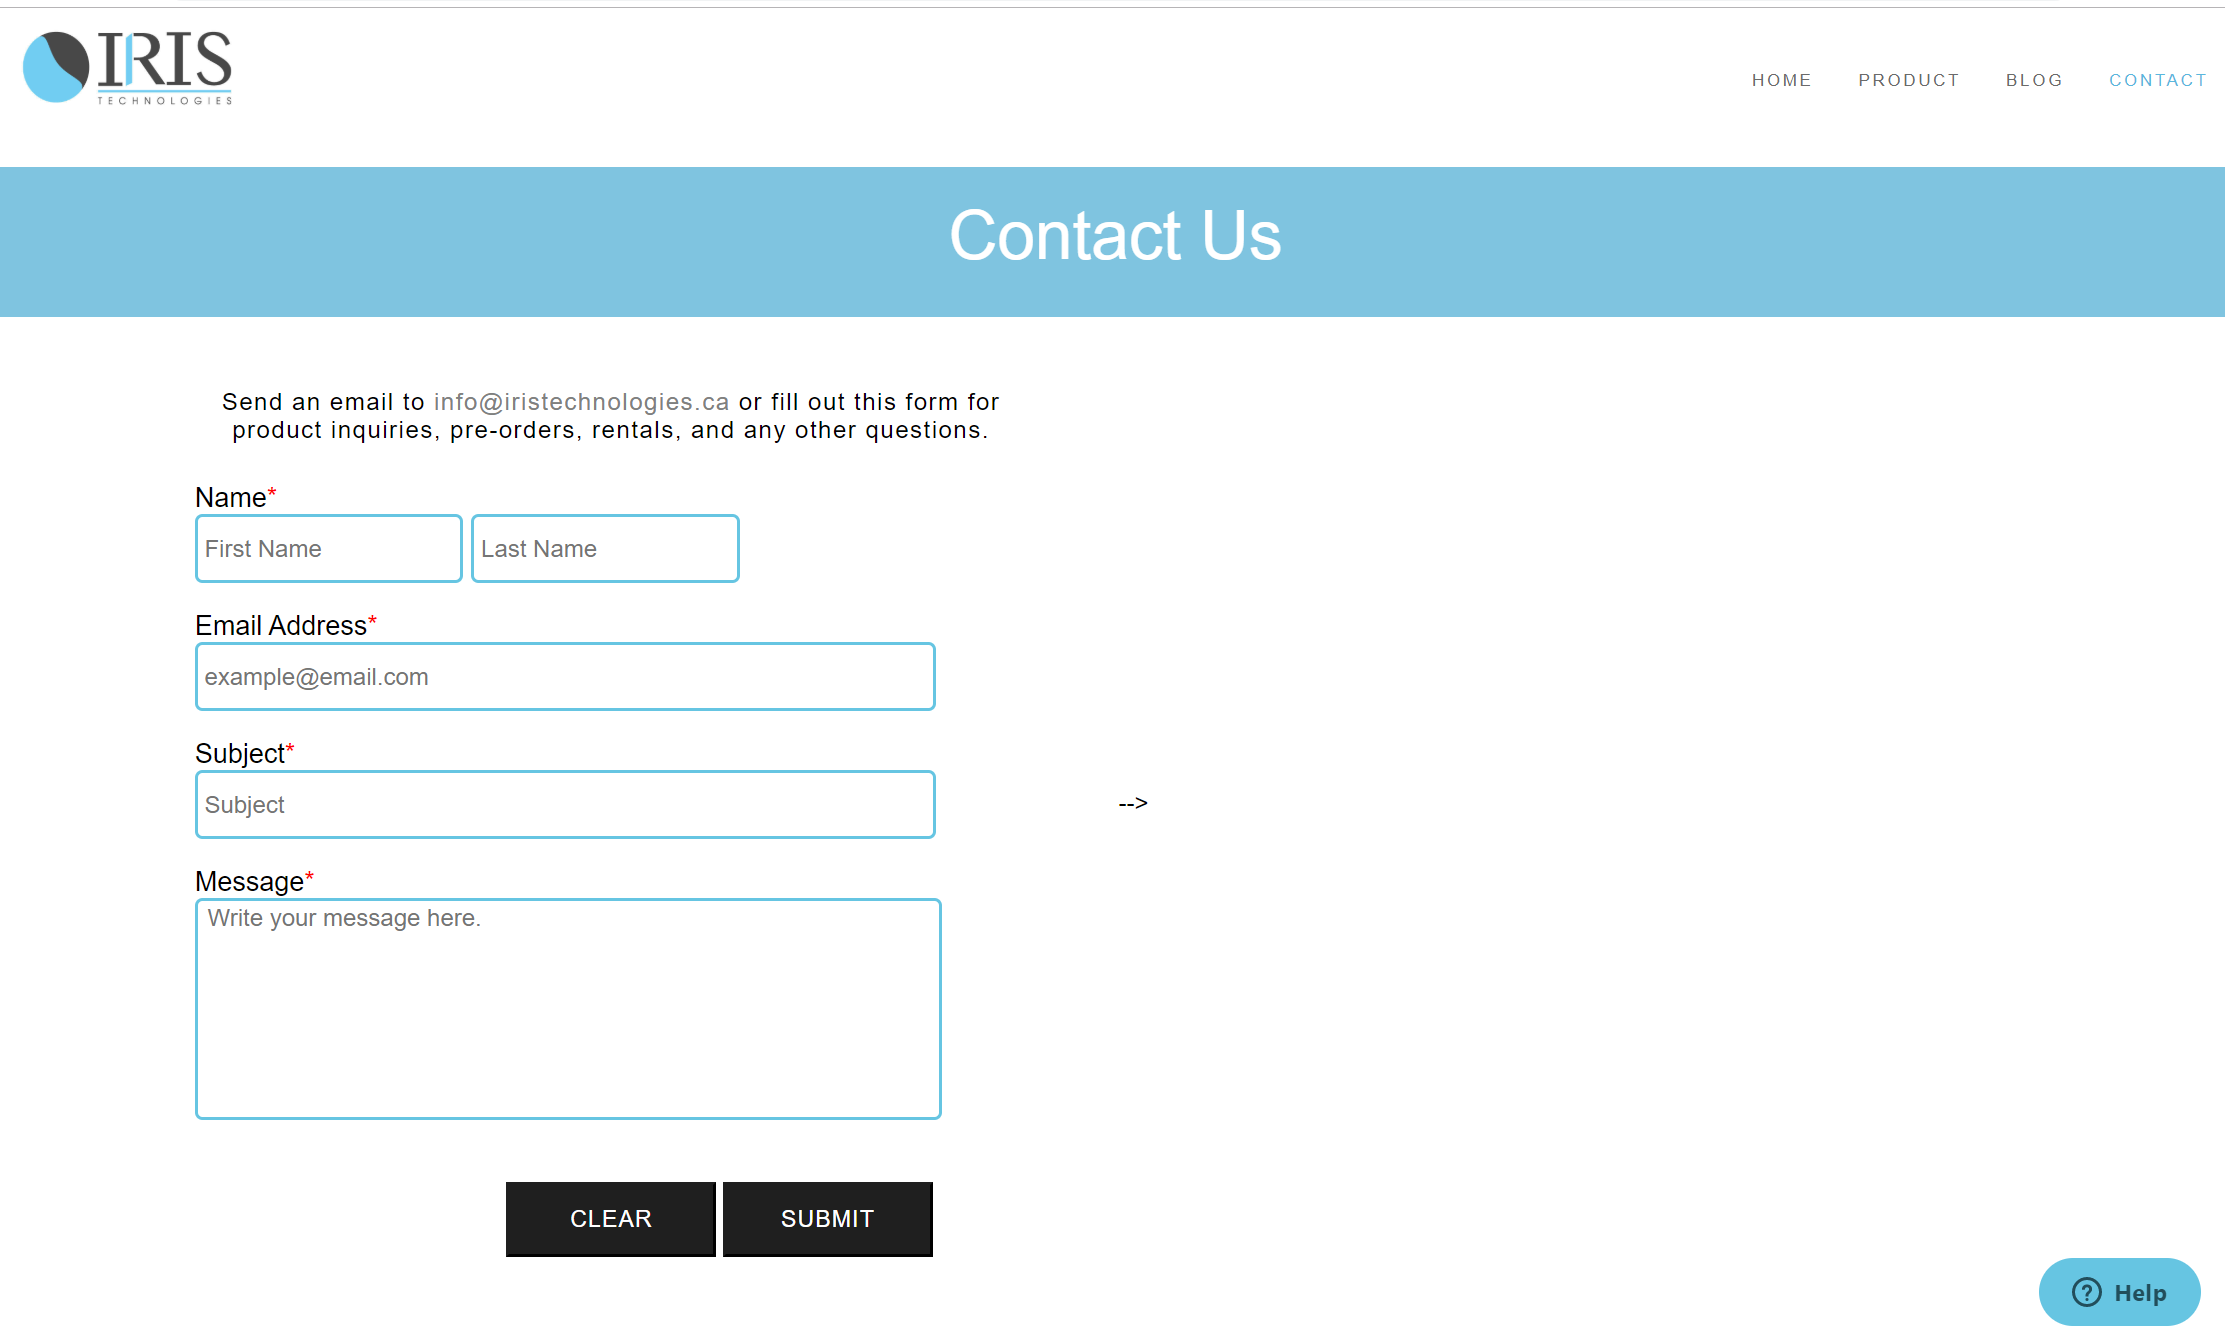 IRIS
TECHNOLOGIES
HOME PRODUCT BLOG CONTACT
Contact Us
Send an email to info@iristechnologies.ca or fill out this form for
product inquiries, pre-orders, rentals, and any other questions.
Name*
First Name Last Name
Email Address*
example@email.com
Subject*
Subject
-->
Message*
Write your message here.
CLEAR SUBMIT
? Help